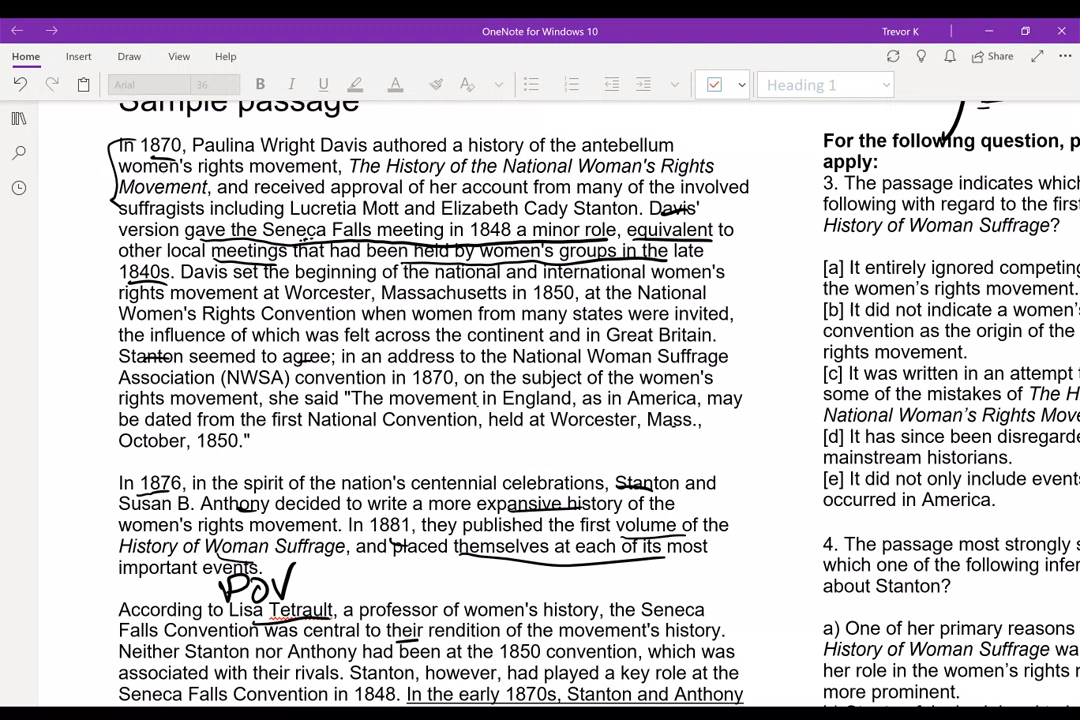 OneNote for Windows 10
Trevor K
Home Insert Draw View Help
Share
Arial 36 B I U A Heading 1
Sample passage
In 1870, Paulina Wright Davis authored a history of the antebellum
women's rights movement, The History of the National Woman's Rights
Movement, and received approval of her account from many of the involved
suffragists including Lucretia Mott and Elizabeth Cady Stanton. Davis'
version gave the Seneca Falls meeting in 1848 a minor role, equivalent to
other local meetings that had been held by women's groups in the late
1840s. Davis set the beginning of the national and international women's
rights movement at Worcester, Massachusetts in 1850, at the National
Women's Rights Convention when women from many states were invited,
the influence of which was felt across the continent and in Great Britain.
Stanton seemed to agree; in an address to the National Woman Suffrage
Association (NWSA) convention in 1870, on the subject of the women's
rights movement, she said "The movement in England, as in America, may
be dated from the first National Convention, held at Worcester, Mass.,
October, 1850."
In 1876, in the spirit of the nation's centennial celebrations, Stanton and
Susan B. Anthony decided to write a more expansive history of the
women's rights movement. In 1881, they published the first volume of the
History of Woman Suffrage, and placed themselves at each of its most
important events.
POV
According to Lisa Tetrault, a professor of women's history, the Seneca
Falls Convention was central to their rendition of the movement's history.
Neither Stanton nor Anthony had been at the 1850 convention, which was
associated with their rivals. Stanton, however, had played a key role at the
Seneca Falls Convention in 1848. In the early 1870s, Stanton and Anthony
For the following question, p
apply:
3. The passage indicates which
following with regard to the first
History of Woman Suffrage?
[a] It entirely ignored competing
the women's rights movement.
[b] It did not indicate a women's
convention as the origin of the
rights movement.
[c] It was written in an attempt t
some of the mistakes of The H
National Woman's Rights Move
[d] It has since been disregarde
mainstream historians.
[e] It did not only include events
occurred in America.
4. The passage most strongly s
which one of the following infer
about Stanton?
a) One of her primary reasons
History of Woman Suffrage wa
her role in the women's rights m
more prominent.